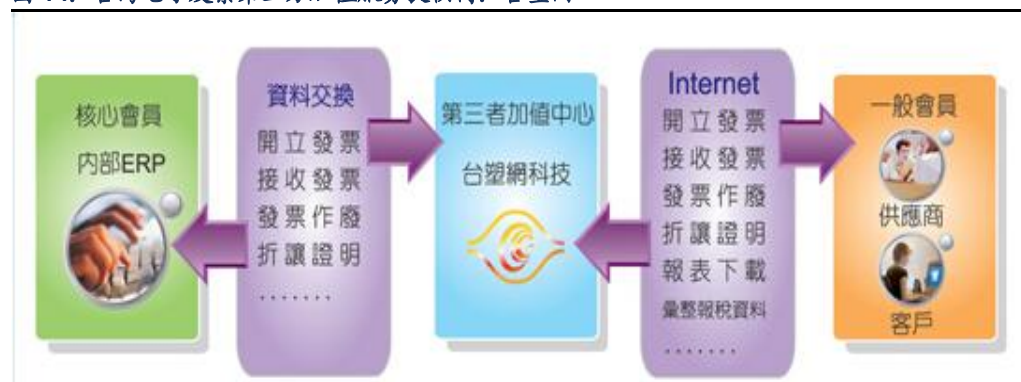 核心會員
內部ERP
資料交換
開立發票
接收發票
發票作廢
折讓證明
.......
第三者加值中心
台塑網科技
Internet
開立發票
接收發票
發票作廢
折讓證明
報表下載
彙整報稅資料
.......
一般會員
供應商
客戶